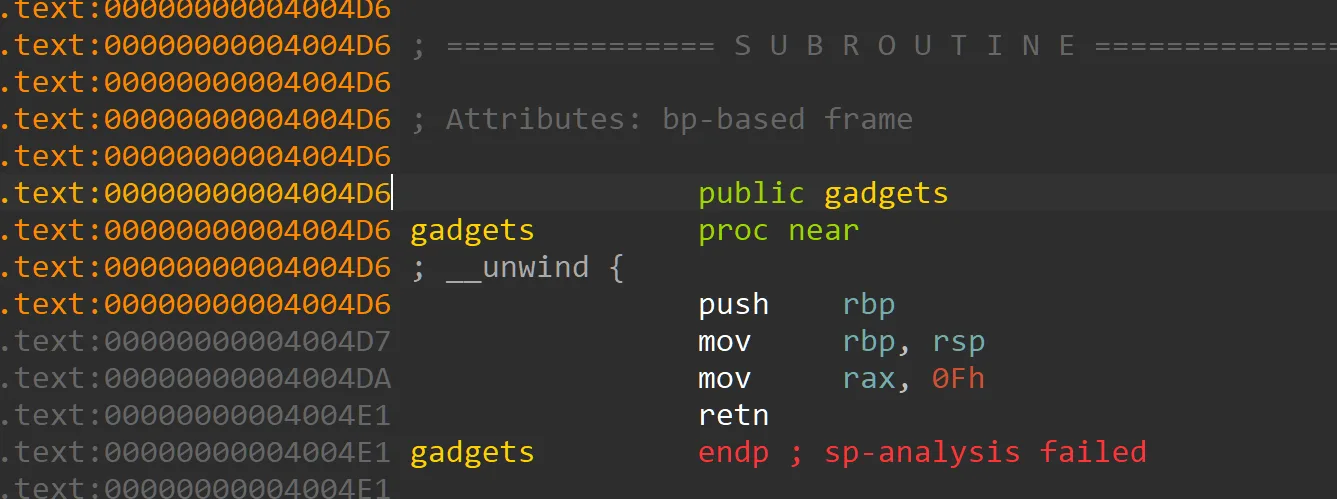 .text:00000000004004D6
.text:00000000004004D6 ; =============== S U B R O U T I N E ===============
.text:00000000004004D6
.text:00000000004004D6 ; Attributes: bp-based frame
.text:00000000004004D6
.text:00000000004004D6 public gadgets
.text:00000000004004D6 gadgets proc near
.text:00000000004004D6 ; __unwind {
.text:00000000004004D6 push rbp
.text:00000000004004D7 mov rbp, rsp
.text:00000000004004DA mov rax, 0Fh
.text:00000000004004E1 retn
.text:00000000004004E1 gadgets endp ; sp-analysis failed
.text:00000000004004E1